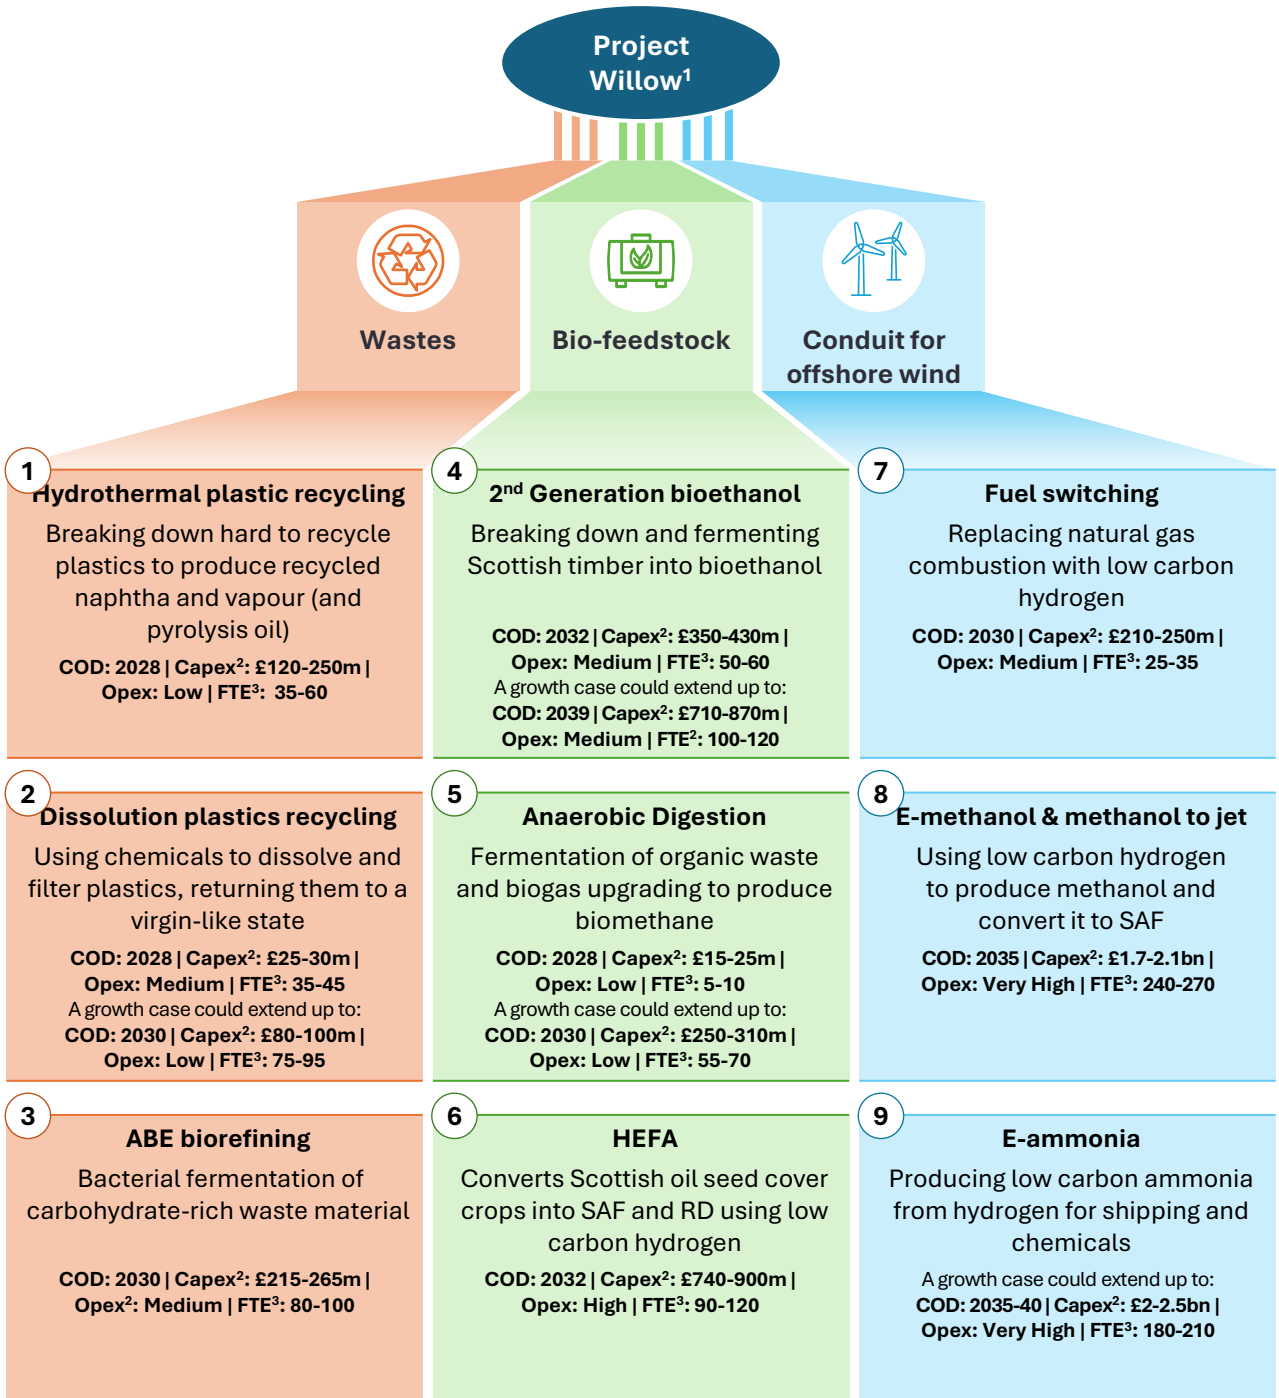 Project
Willow¹
Wastes
Bio-feedstock
Conduit for
offshore wind
1
Hydrothermal plastic recycling
Breaking down hard to recycle
plastics to produce recycled
naphtha and vapour (and
pyrolysis oil)
COD: 2028 | Capex²: £120-250m |
Opex: Low | FTE³: 35-60
4
2nd Generation bioethanol
Breaking down and fermenting
Scottish timber into bioethanol
COD: 2032 | Capex²: £350-430m |
Opex: Medium | FTE³: 50-60
A growth case could extend up to:
COD: 2039 | Capex²: £710-870m |
Opex: Medium | FTE²: 100-120
7
Fuel switching
Replacing natural gas
combustion with low carbon
hydrogen
COD: 2030 | Capex²: £210-250m |
Opex: Medium | FTE³: 25-35
2
Dissolution plastics recycling
Using chemicals to dissolve and
filter plastics, returning them to a
virgin-like state
COD: 2028 | Capex²: £25-30m |
Opex: Medium | FTE³: 35-45
A growth case could extend up to:
COD: 2030 | Capex²: £80-100m |
Opex: Low | FTE³: 75-95
5
Anaerobic Digestion
Fermentation of organic waste
and biogas upgrading to produce
biomethane
COD: 2028 | Capex²: £15-25m |
Opex: Low | FTE³: 5-10
A growth case could extend up to:
COD: 2030 | Capex²: £250-310m |
Opex: Low | FTE³: 55-70
8
E-methanol & methanol to jet
Using low carbon hydrogen
to produce methanol and
convert it to SAF
COD: 2035 | Capex²: £1.7-2.1bn |
Opex: Very High | FTE³: 240-270
3
ABE biorefining
Bacterial fermentation of
carbohydrate-rich waste material
COD: 2030 | Capex²: £215-265m |
Opex²: Medium | FTE³: 80-100
6
HEFA
Converts Scottish oil seed cover
crops into SAF and RD using low
carbon hydrogen
COD: 2032 | Capex²: £740-900m |
Opex: High | FTE³: 90-120
9
E-ammonia
Producing low carbon ammonia
from hydrogen for shipping and
chemicals
A growth case could extend up to:
COD: 2035-40 | Capex²: £2-2.5bn |
Opex: Very High | FTE³: 180-210